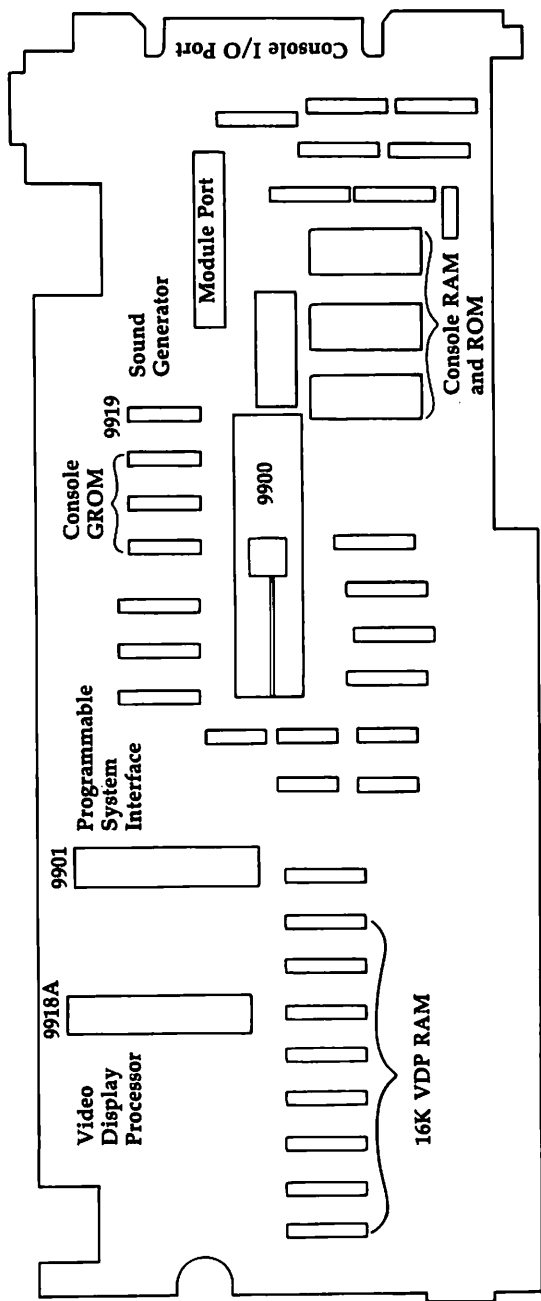 Console I/O Port
Module Port
Sound
Generator
9919
Console
GROM
9900
Console RAM
and ROM
Programmable
System
Interface
9901
9918A
Video
Display
Processor
16K VDP RAM